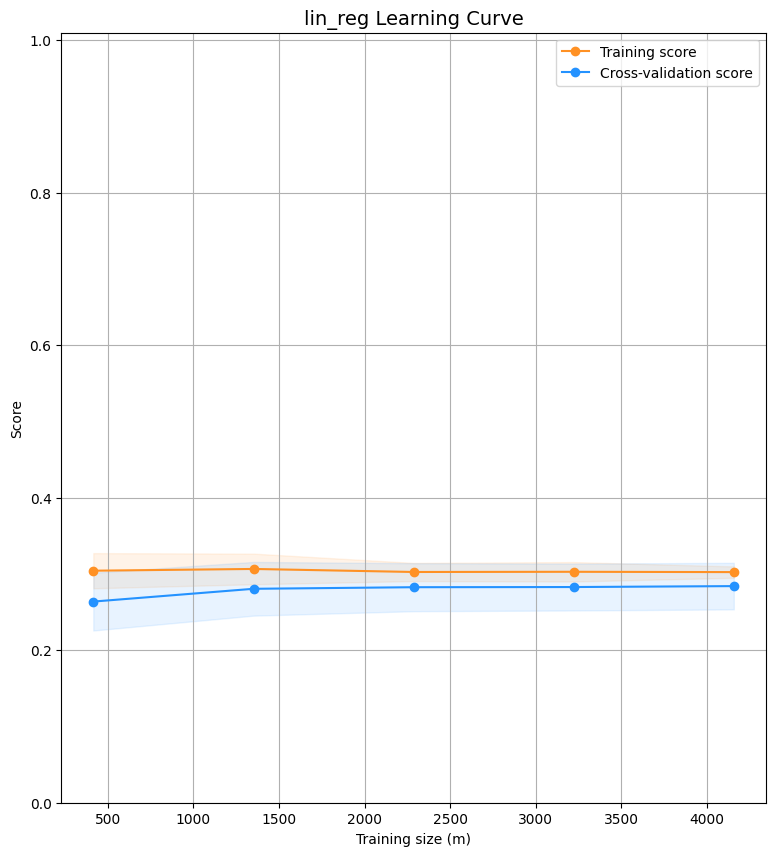 lin_reg Learning Curve
Training score
Cross-validation score
1.0
0.8
0.6
0.4
0.2
0.0
Score
500 1000 1500 2000 2500 3000 3500 4000
Training size (m)